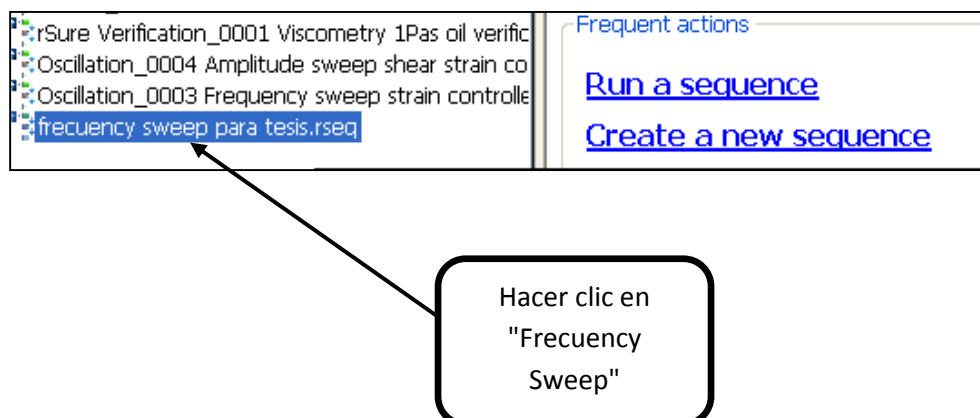 rSure Verification_0001 Viscometry 1Pas oil verific
Oscillation_0004 Amplitude sweep shear strain co
Oscillation_0003 Frequency sweep strain controlle
frecuency sweep para tesis.rseq
Frequent actions
Run a sequence
Create a new sequence
Hacer clic en
"Frecuency
Sweep"